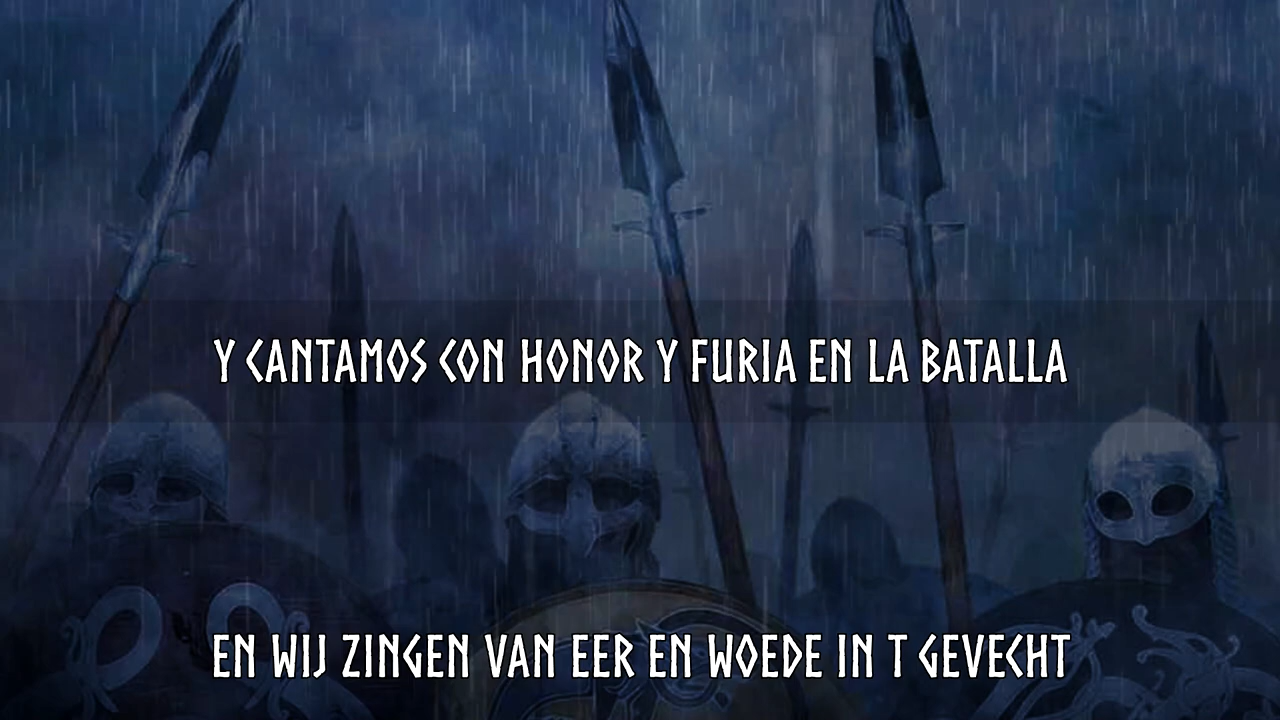 Y CANTAMOS CON HONOR Y FURIA EN LA BATALLA
EN WIJ ZINGEN VAN EER EN WOEDE IN T GEVECHT